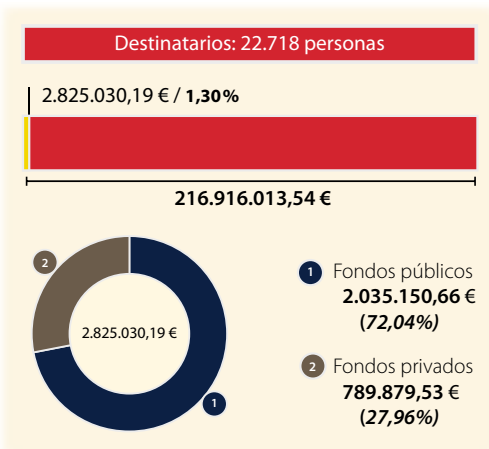 Destinatarios: 22.718 personas
2.825.030,19 € / 1,30%
216.916.013,54 €
2
2.825.030,19 €
1
1 Fondos públicos
2.035.150,66 €
(72,04%)
2 Fondos privados
789.879,53 €
(27,96%)